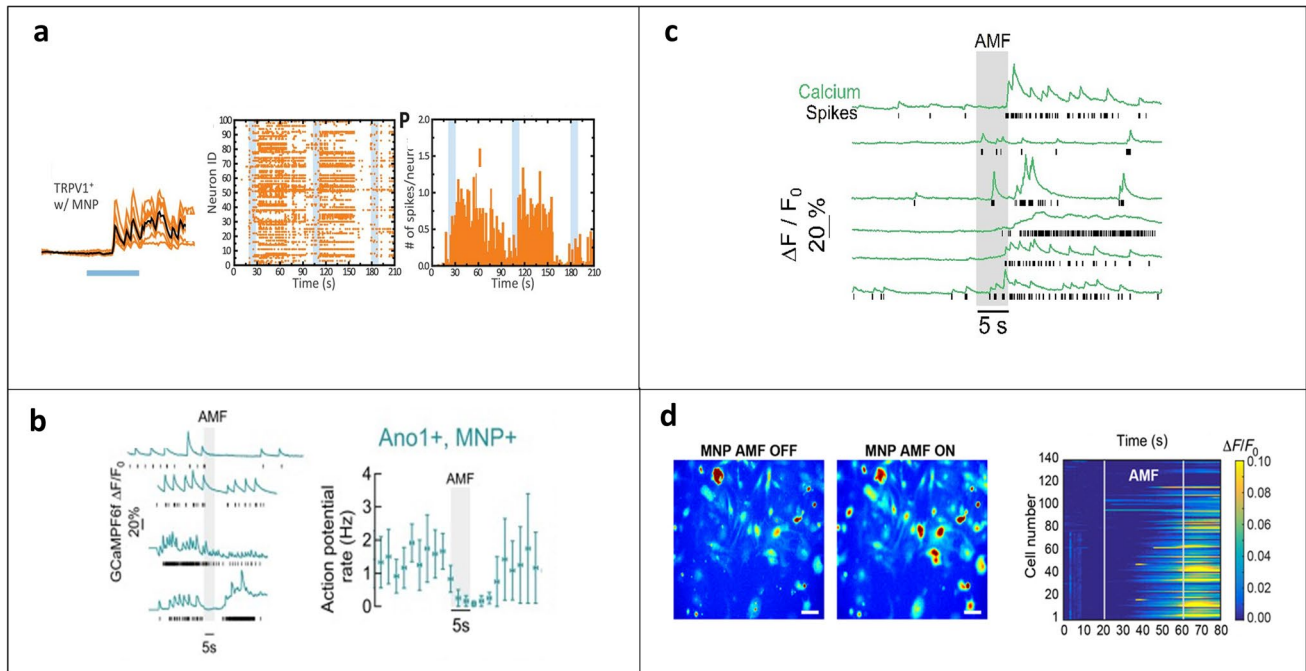 a
TRPV1⁺
w/ MNP
Neuron ID
100
90
80
70
60
50
40
30
20
10
0
0 30 60 90 120 150 180 210
Time (s)
P
# of spikes/neuro
2.0
1.5
1.0
0.5
0.0
0 30 60 90 120 150 180 210
Time (s)
c
AMF
Calcium
Spikes
ΔF / F₀
20 %
5 s
b
AMF
GCaMPF6f ΔF/F₀
20%
5s
Ano1+, MNP+
Action potential
rate (Hz)
4
3
2
1
0
AMF
5s
d
MNP AMF OFF
MNP AMF ON
Time (s)
AMF
Cell number
140
120
100
80
60
40
20
1
0 10 20 30 40 50 60 70 80
ΔF/F₀
0.10
0.08
0.06
0.04
0.02
0.00